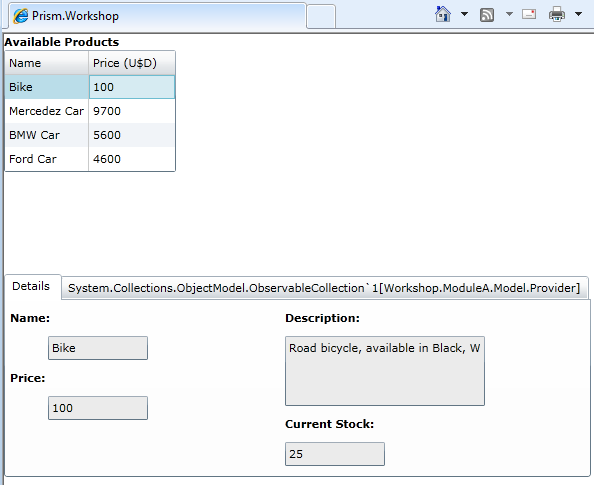 Prism.Workshop
Available Products
Name Price (U$D)
Bike 100
Mercedez Car 9700
BMW Car 5600
Ford Car 4600
Details System.Collections.ObjectModel.ObservableCollection`1[Workshop.ModuleA.Model.Provider]
Name: Description:
Bike Road bicycle, available in Black, W
Price:
100
Current Stock:
25